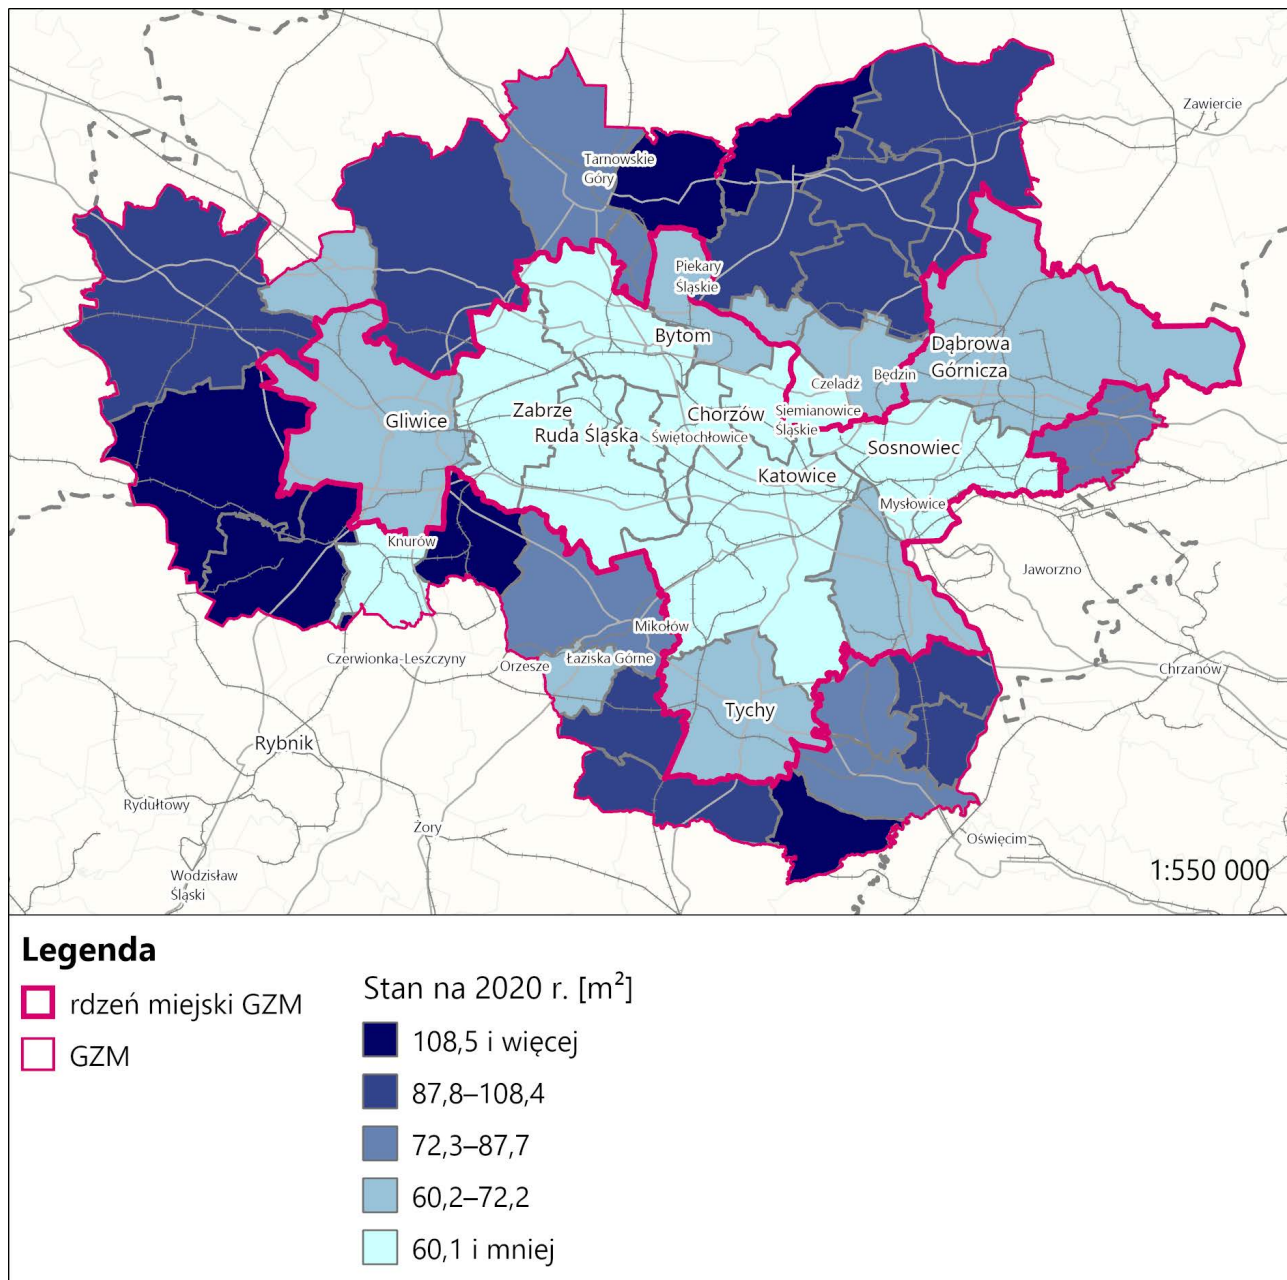 Zawiercie
Tarnowskie
Góry
Piekary
Śląskie
Bytom
Dąbrowa
Górnicza
Będzin
Czeladź
Zabrze
Chorzów
Siemianowice
Śląskie
Gliwice
Ruda Śląska
Świętochłowice
Sosnowiec
Katowice
Mysłowice
Knurów
Jaworzno
Mikołów
Czerwionka-Leszczyny
Orzesze
Łaziska Górne
Chrzanów
Tychy
Rybnik
Rydułtowy
Żory
Oświęcim
Wodzisław
Śląski
1:550 000
Legenda
rdzeń miejski GZM
GZM
Stan na 2020 r. [m²]
108,5 i więcej
87,8–108,4
72,3–87,7
60,2–72,2
60,1 i mniej